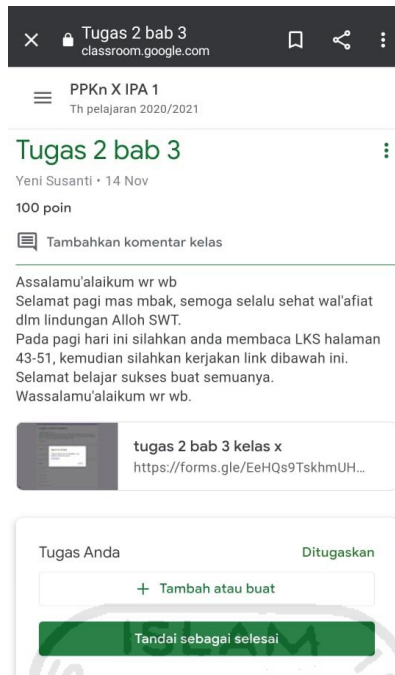 Tugas 2 bab 3
classroom.google.com
PPKn X IPA 1
Th pelajaran 2020/2021
Tugas 2 bab 3
Yeni Susanti • 14 Nov
100 poin
Tambahkan komentar kelas
Assalamu'alaikum wr wb
Selamat pagi mas mbak, semoga selalu sehat wal'afiat
dlm lindungan Alloh SWT.
Pada pagi hari ini silahkan anda membaca LKS halaman
43-51, kemudian silahkan kerjakan link dibawah ini.
Selamat belajar sukses buat semuanya.
Wassalamu'alaikum wr wb.
tugas 2 bab 3 kelas x
https://forms.gle/EeHQs9TskhmUH...
Tugas Anda
Ditugaskan
+ Tambah atau buat
Tandai sebagai selesai
ISLAM